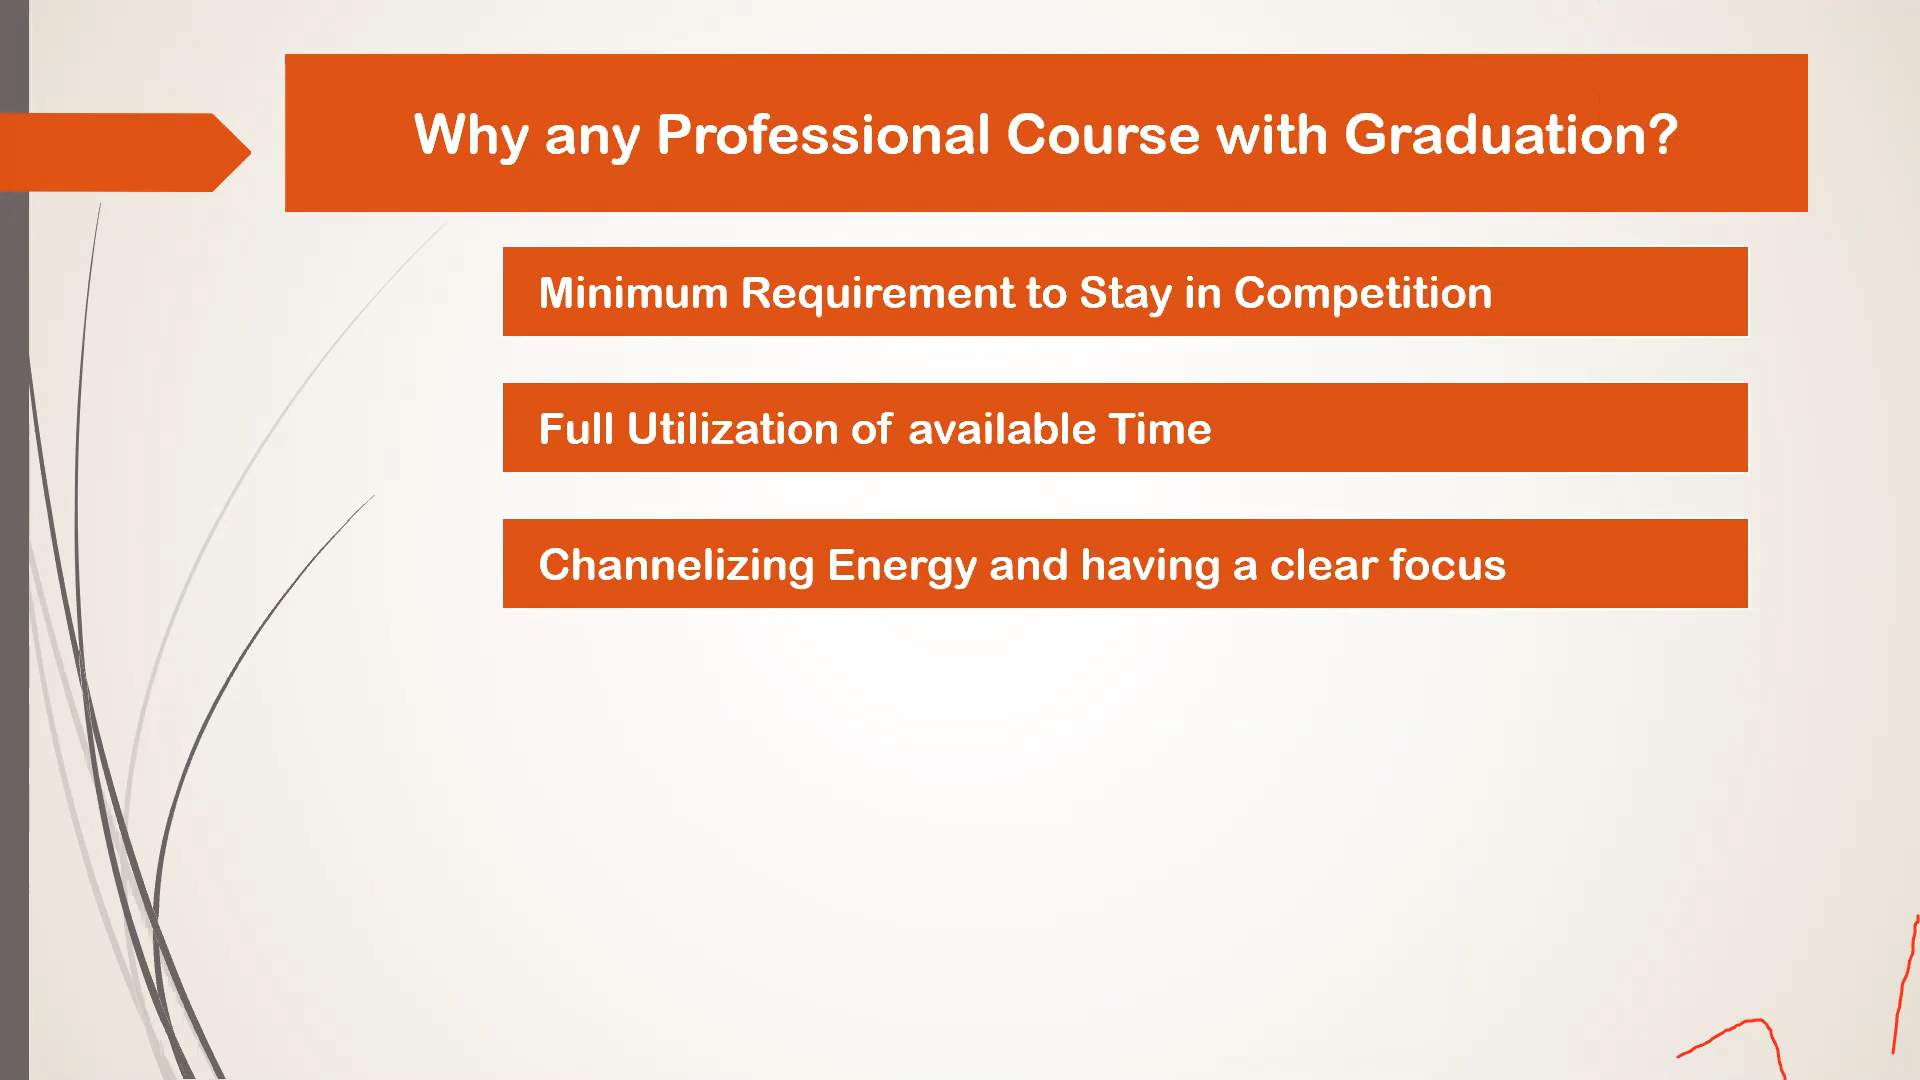 Why any Professional Course with Graduation?
Minimum Requirement to Stay in Competition
Full Utilization of available Time
Channelizing Energy and having a clear focus